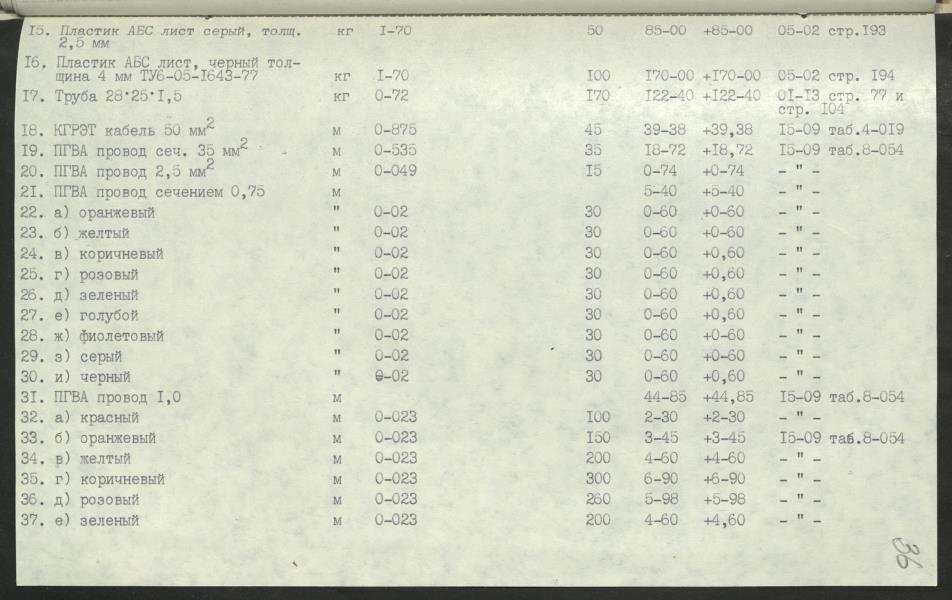 15. Пластик АБС лист серый, толщ. кг I-70 50 85-00 +85-00 05-02 стр.193
2,5 мм
16. Пластик АБС лист, черный тол-
щина 4 мм ТУ6-05-I643-77 кг I-70 I00 I70-00 +I70-00 05-02 стр. I94
I7. Труба 28·25·I,5 кг 0-72 I70 I22-40 +I22-40 0I-I3 стр. 77 и
стр. I04
I8. КГРЭТ кабель 50 мм2 м 0-875 45 39-38 +39,38 I5-09 таб.4-0I9
I9. ПГВА провод сеч. 35 мм2 м 0-535 35 I8-72 +I8,72 I5-09 таб.8-054
20. ПГВА провод 2,5 мм2 м 0-049 I5 0-74 +0-74 - " -
2I. ПГВА провод сечением 0,75 м 5-40 +5-40 - " -
22. а) оранжевый " 0-02 30 0-60 +0-60 - " -
23. б) желтый " 0-02 30 0-60 +0-60 - " -
24. в) коричневый " 0-02 30 0-60 +0,60 - " -
25. г) розовый " 0-02 30 0-60 +0,60 - " -
26. д) зеленый " 0-02 30 0-60 +0,60 - " -
27. е) голубой " 0-02 30 0-60 +0,60 - " -
28. ж) фиолетовый " 0-02 30 0-60 +0-60 - " -
29. з) серый " 0-02 30 0-60 +0-60 - " -
30. и) черный " 0-02 30 0-60 +0,60 - " -
3I. ПГВА провод I,0 м 44-85 +44,85 I5-09 таб.8-054
32. а) красный м 0-023 I00 2-30 +2-30 - " -
33. б) оранжевый м 0-023 I50 3-45 +3-45 I5-09 таб.8-054
34. в) желтый м 0-023 200 4-60 +4-60 - " -
35. г) коричневый м 0-023 300 6-90 +6-90 - " -
36. д) розовый м 0-023 260 5-98 +5-98 - " -
37. е) зеленый м 0-023 200 4-60 +4,60 - " -
36